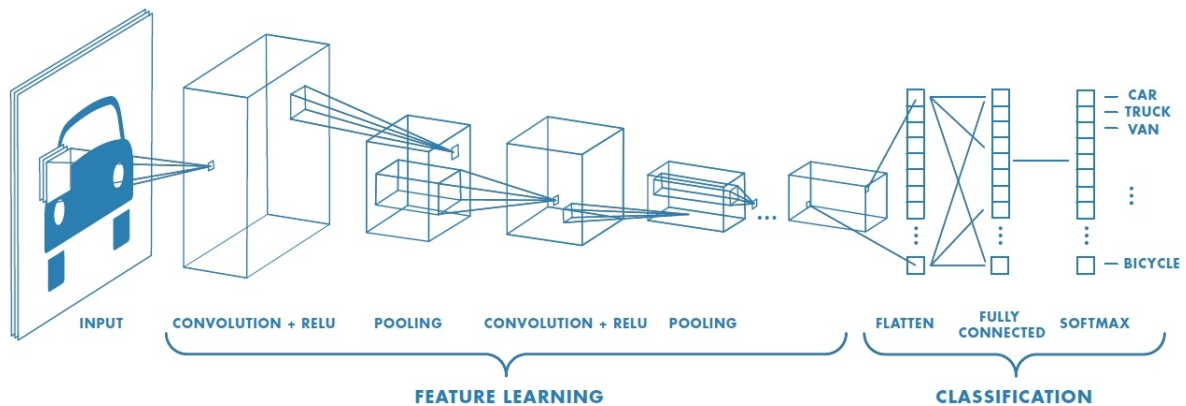 CAR
TRUCK
VAN
BICYCLE
INPUT
CONVOLUTION + RELU
POOLING
CONVOLUTION + RELU
POOLING
FLATTEN
FULLY
CONNECTED
SOFTMAX
FEATURE LEARNING
CLASSIFICATION